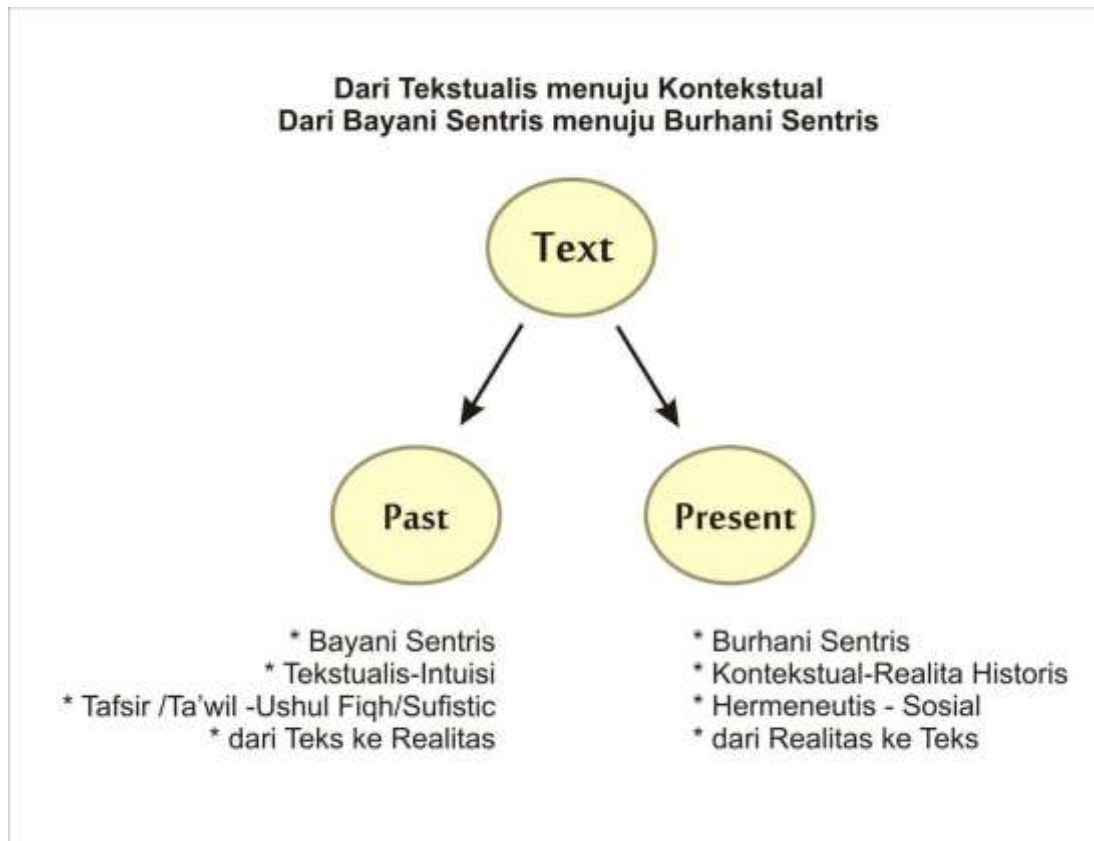 Dari Tekstualis menuju Kontekstual
Dari Bayani Sentris menuju Burhani Sentris
Text
Past
Present
* Bayani Sentris
* Tekstualis-Intuisi
* Tafsir /Ta'wil -Ushul Fiqh/Sufistic
* dari Teks ke Realitas
* Burhani Sentris
* Kontekstual-Realita Historis
* Hermeneutis - Sosial
* dari Realitas ke Teks